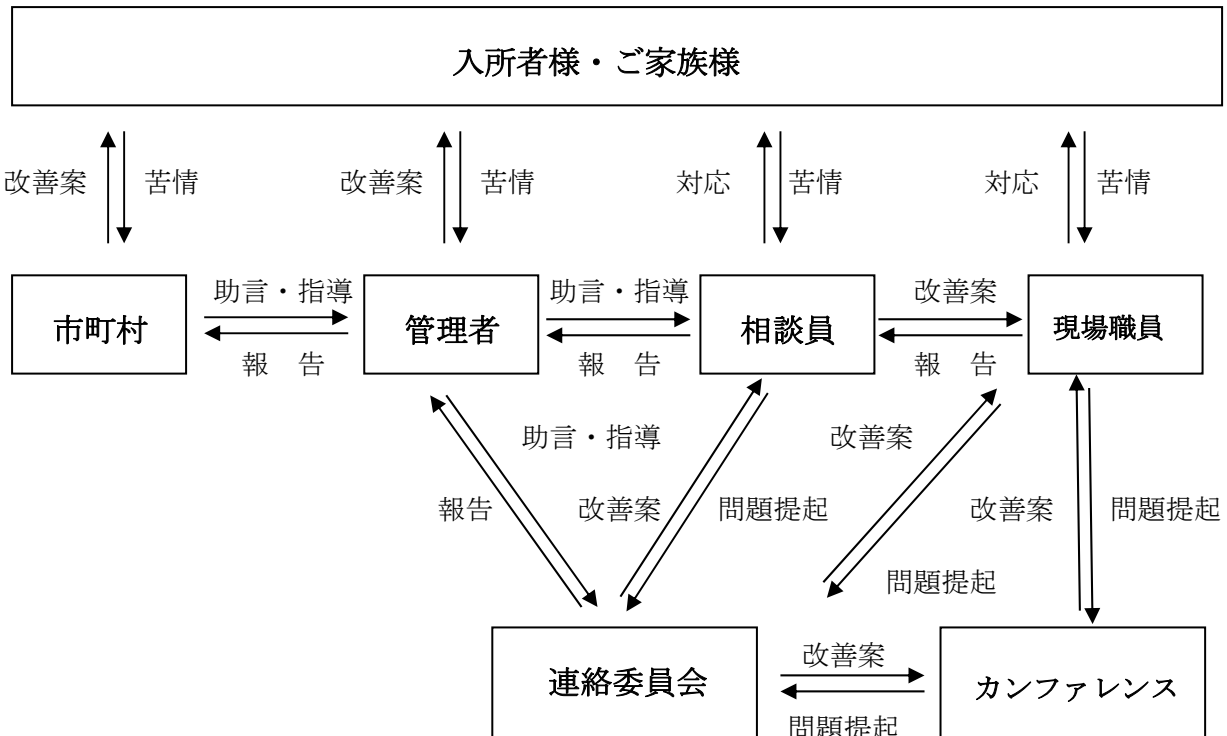 入所者様・ご家族様
改善案 苦情 改善案 苦情 対応 苦情 対応 苦情
助言・指導 助言・指導 改善案
市町村 管理者 相談員 現場職員
報 告 報 告 報 告
助言・指導 改善案
報告 改善案 問題提起 改善案 問題提起
問題提起
改善案
連絡委員会 カンファレンス
問題提起